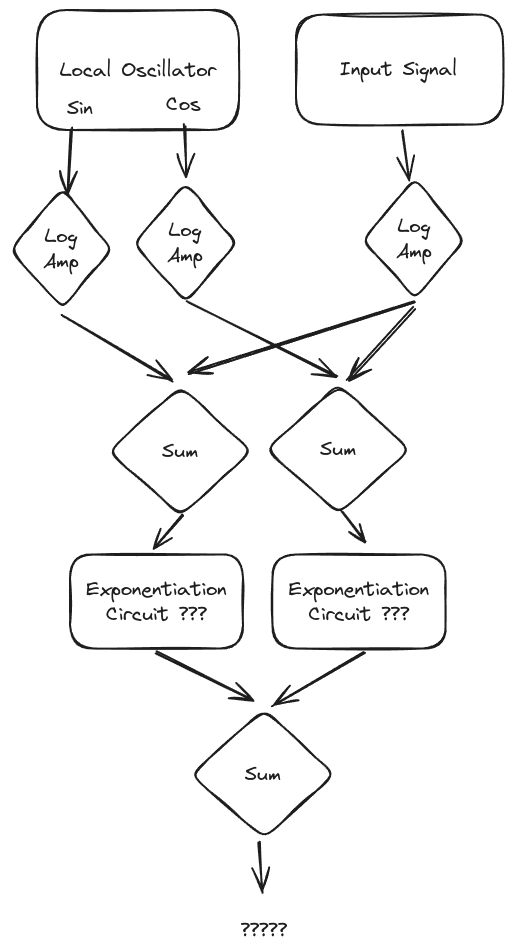 Local Oscillator
Sin
Cos
Input Signal
Log
Amp
Log
Amp
Log
Amp
Sum
Sum
Exponentiation
Circuit ???
Exponentiation
Circuit ???
Sum
?????